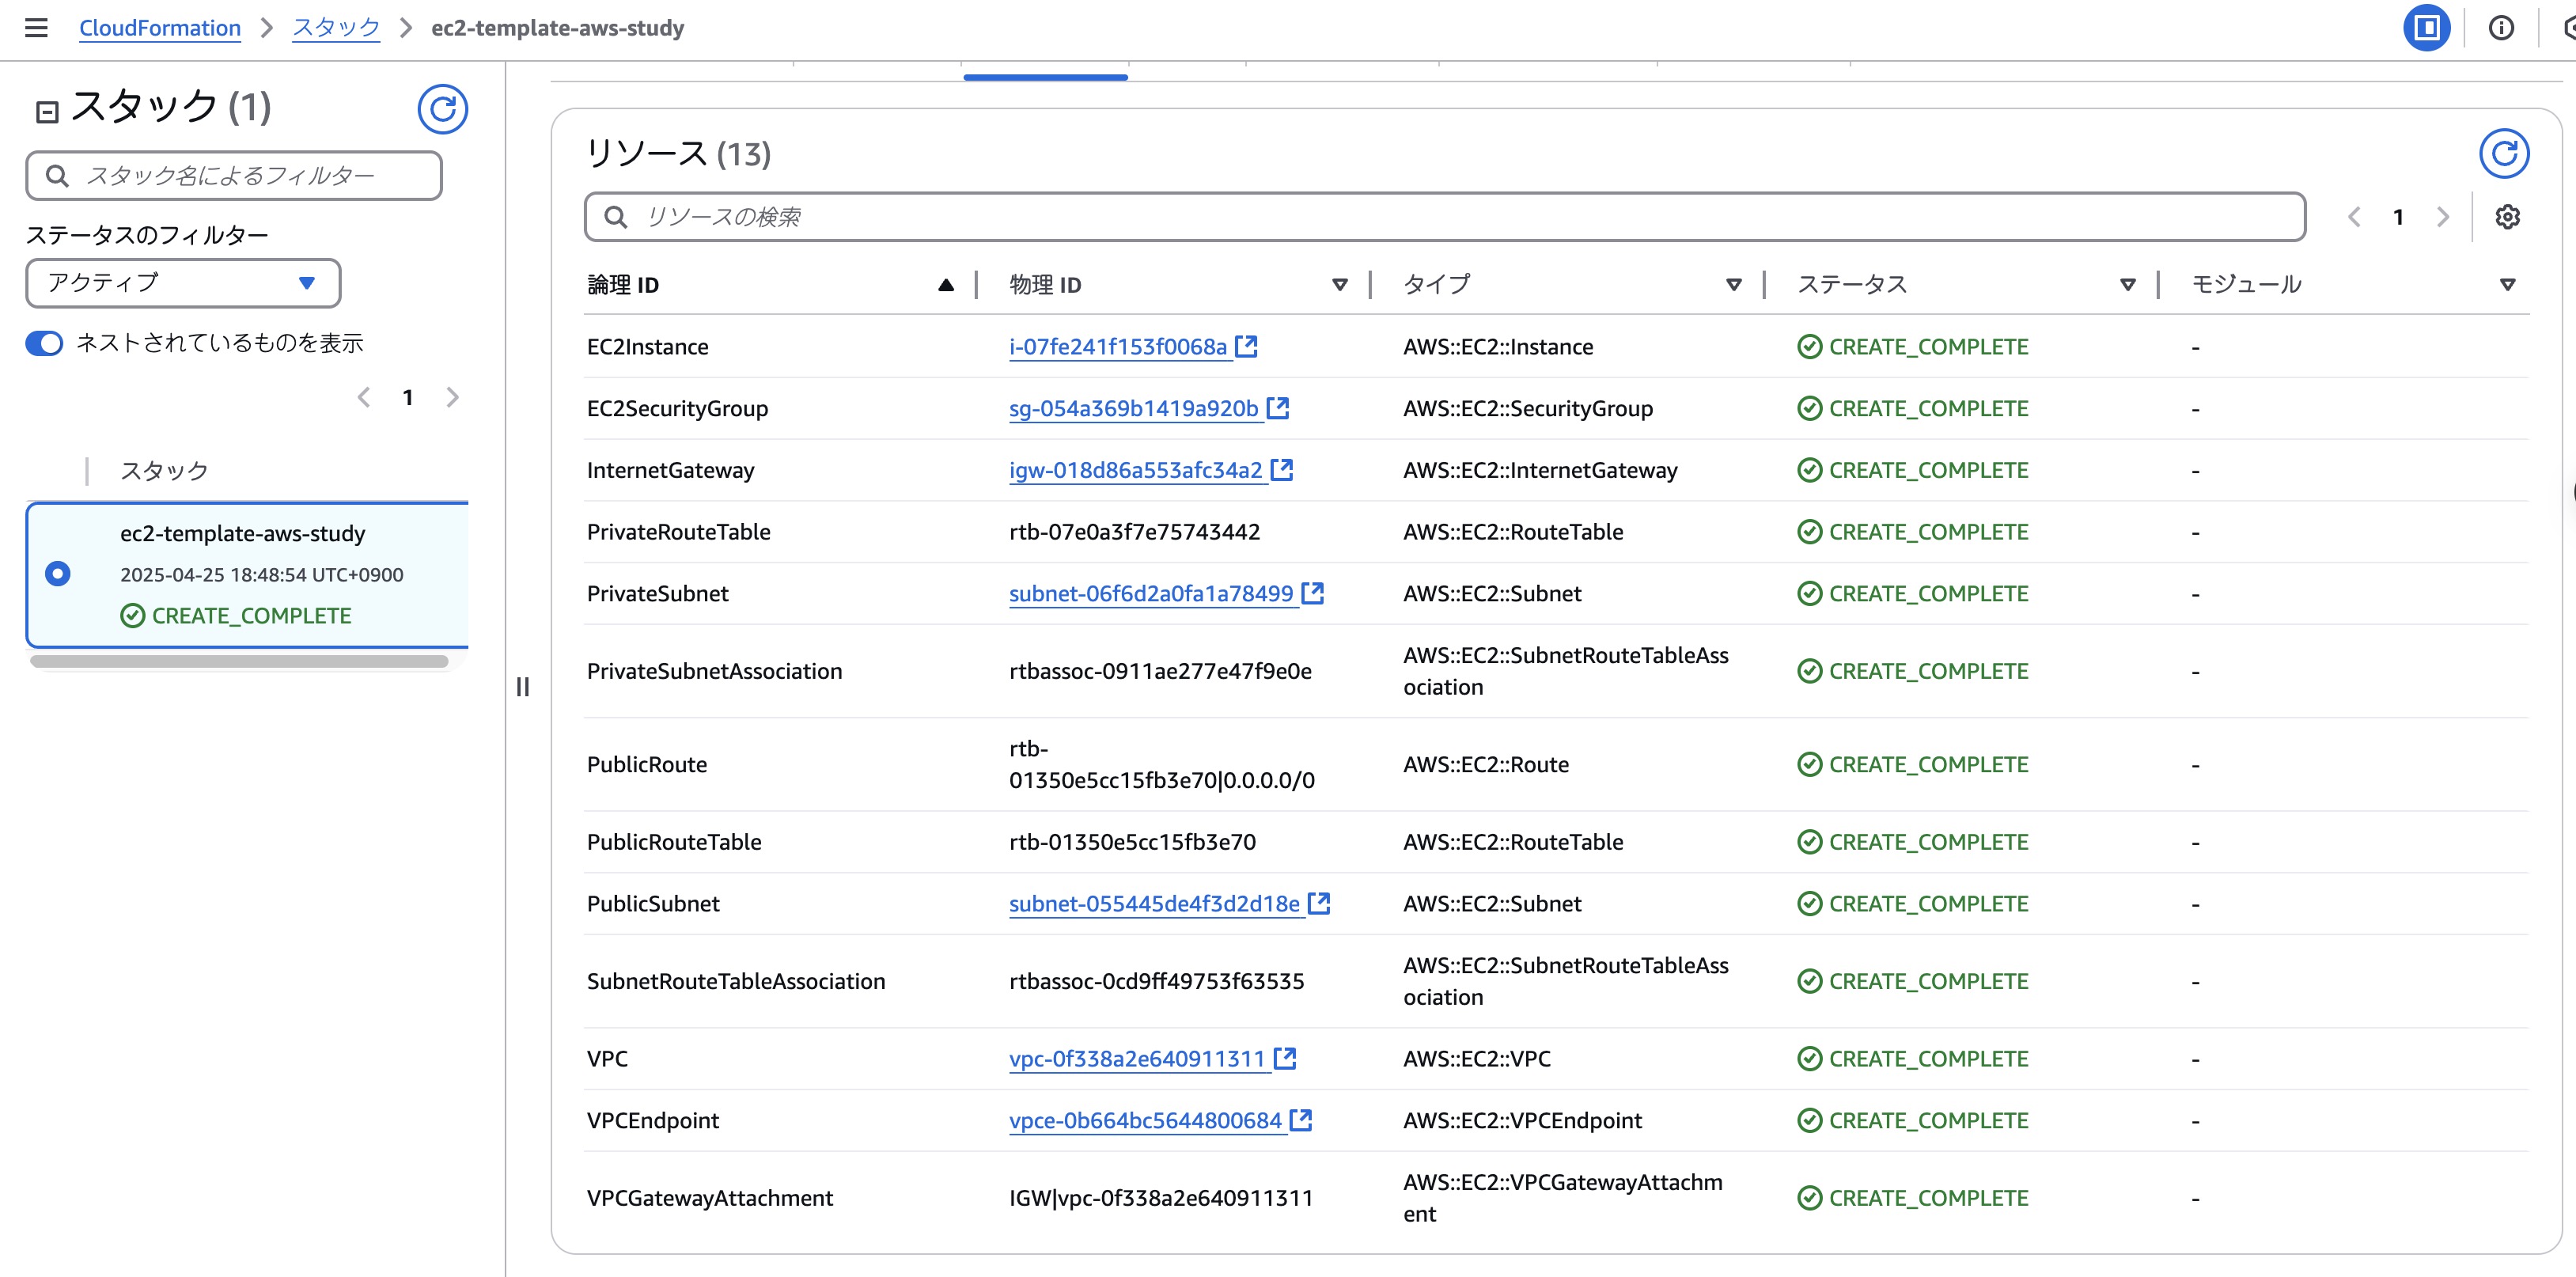 CloudFormation > スタック > ec2-template-aws-study
スタック (1)
スタック名によるフィルター
ステータスのフィルター
アクティブ
ネストされているものを表示
1
スタック
ec2-template-aws-study
2025-04-25 18:48:54 UTC+0900
CREATE_COMPLETE
リソース (13)
リソースの検索
1
論理 ID 物理 ID タイプ ステータス モジュール
EC2Instance i-07fe241f153f0068a AWS::EC2::Instance CREATE_COMPLETE -
EC2SecurityGroup sg-054a369b1419a920b AWS::EC2::SecurityGroup CREATE_COMPLETE -
InternetGateway igw-018d86a553afc34a2 AWS::EC2::InternetGateway CREATE_COMPLETE -
PrivateRouteTable rtb-07e0a3f7e75743442 AWS::EC2::RouteTable CREATE_COMPLETE -
PrivateSubnet subnet-06f6d2a0fa1a78499 AWS::EC2::Subnet CREATE_COMPLETE -
PrivateSubnetAssociation rtbassoc-0911ae277e47f9e0e AWS::EC2::SubnetRouteTableAss
ociation CREATE_COMPLETE -
PublicRoute rtb-
01350e5cc15fb3e70|0.0.0.0/0 AWS::EC2::Route CREATE_COMPLETE -
PublicRouteTable rtb-01350e5cc15fb3e70 AWS::EC2::RouteTable CREATE_COMPLETE -
PublicSubnet subnet-055445de4f3d2d18e AWS::EC2::Subnet CREATE_COMPLETE -
SubnetRouteTableAssociation rtbassoc-0cd9ff49753f63535 AWS::EC2::SubnetRouteTableAss
ociation CREATE_COMPLETE -
VPC vpc-0f338a2e640911311 AWS::EC2::VPC CREATE_COMPLETE -
VPCEndpoint vpce-0b664bc5644800684 AWS::EC2::VPCEndpoint CREATE_COMPLETE -
VPCGatewayAttachment IGW|vpc-0f338a2e640911311 AWS::EC2::VPCGatewayAttachm
ent CREATE_COMPLETE -